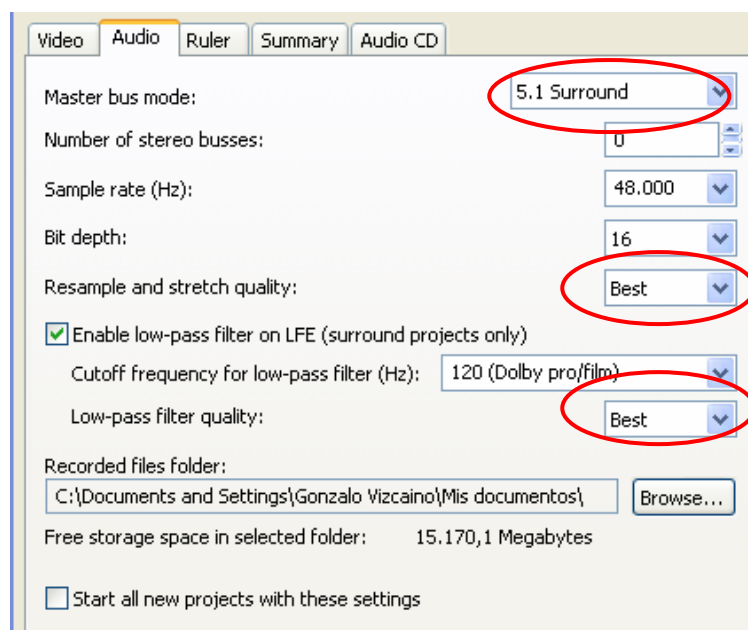 Video Audio Ruler Summary Audio CD
Master bus mode: 5.1 Surround
Number of stereo busses: 0
Sample rate (Hz): 48.000
Bit depth: 16
Resample and stretch quality: Best
Enable low-pass filter on LFE (surround projects only)
Cutoff frequency for low-pass filter (Hz): 120 (Dolby pro/film)
Low-pass filter quality: Best
Recorded files folder:
C:\Documents and Settings\Gonzalo Vizcaino\Mis documentos\ Browse...
Free storage space in selected folder: 15.170,1 Megabytes
Start all new projects with these settings